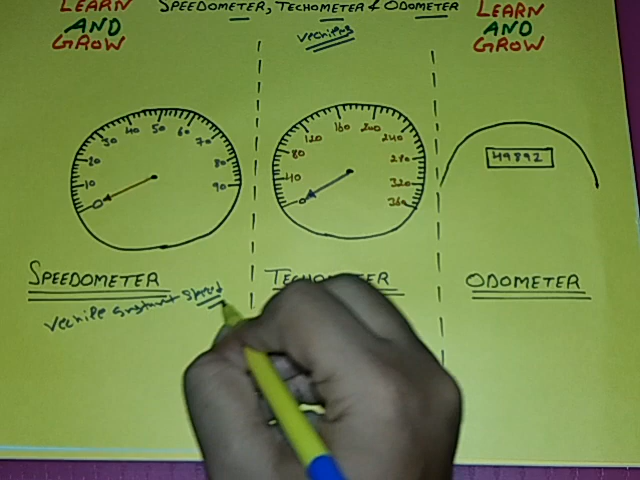 LEARN
AND
GROW
SPEEDOMETER, TECHOMETER & ODOMETER
LEARN
AND
GROW
0 10 20 30 40 50 60 70 80 90
0 40 80 120 160 200 240 280 320 360
49892
SPEEDOMETER
TECHOMETER
ODOMETER
Vechile speed